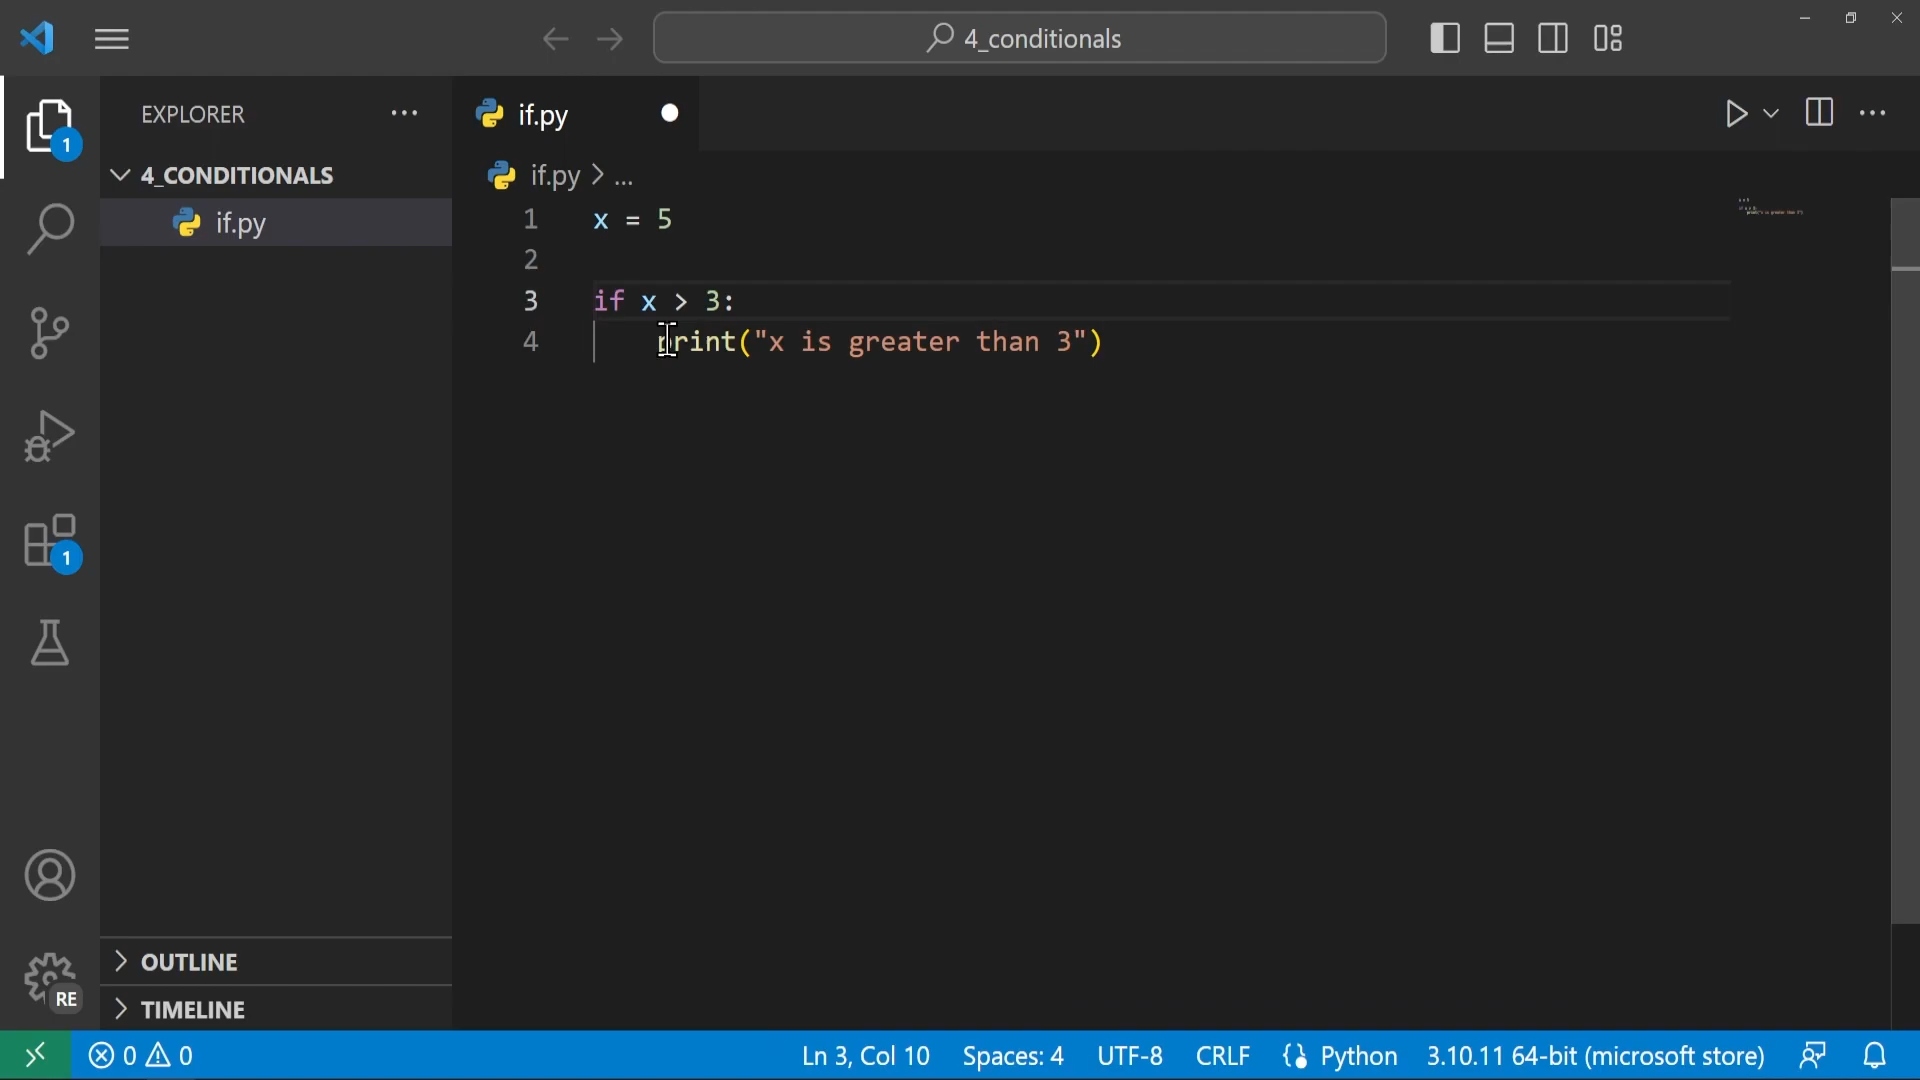 4_conditionals
EXPLORER
4_CONDITIONALS
if.py
if.py
if.py > ...
1 x = 5
2
3 if x > 3:
4 print("x is greater than 3")
1
1
RE
OUTLINE
TIMELINE
0 0
Ln 3, Col 10
Spaces: 4
UTF-8
CRLF
{} Python
3.10.11 64-bit (microsoft store)